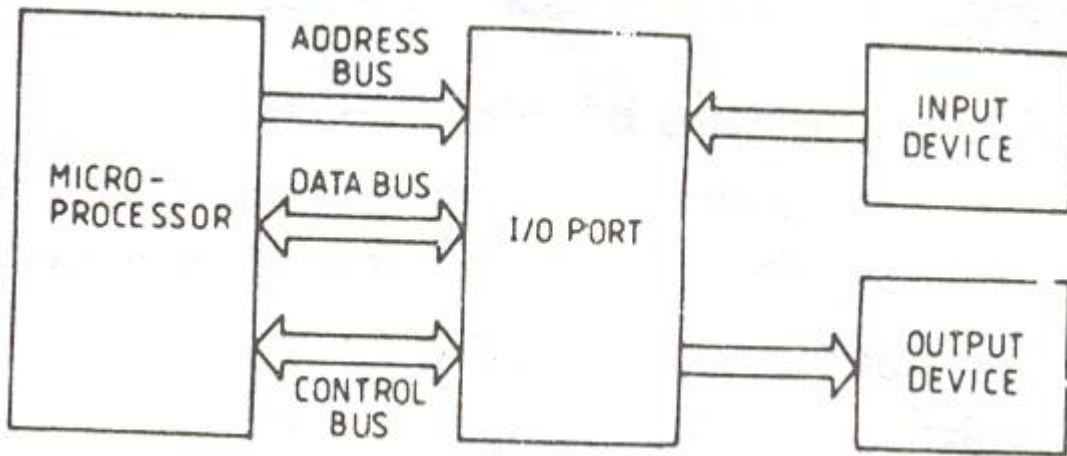 MICRO-
PROCESSOR
ADDRESS
BUS
DATA BUS
CONTROL
BUS
I/O PORT
INPUT
DEVICE
OUTPUT
DEVICE